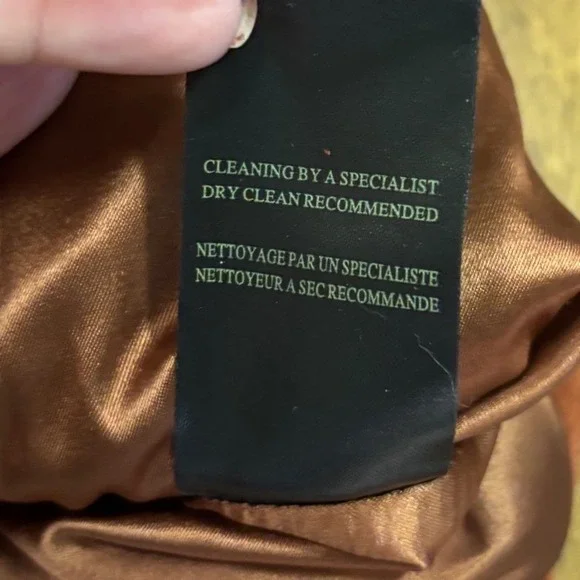 CLEANING BY A SPECIALIST
DRY CLEAN RECOMMENDED
NETTOYAGE PAR UN SPECIALISTE
NETTOYEUR A SEC RECOMMANDE